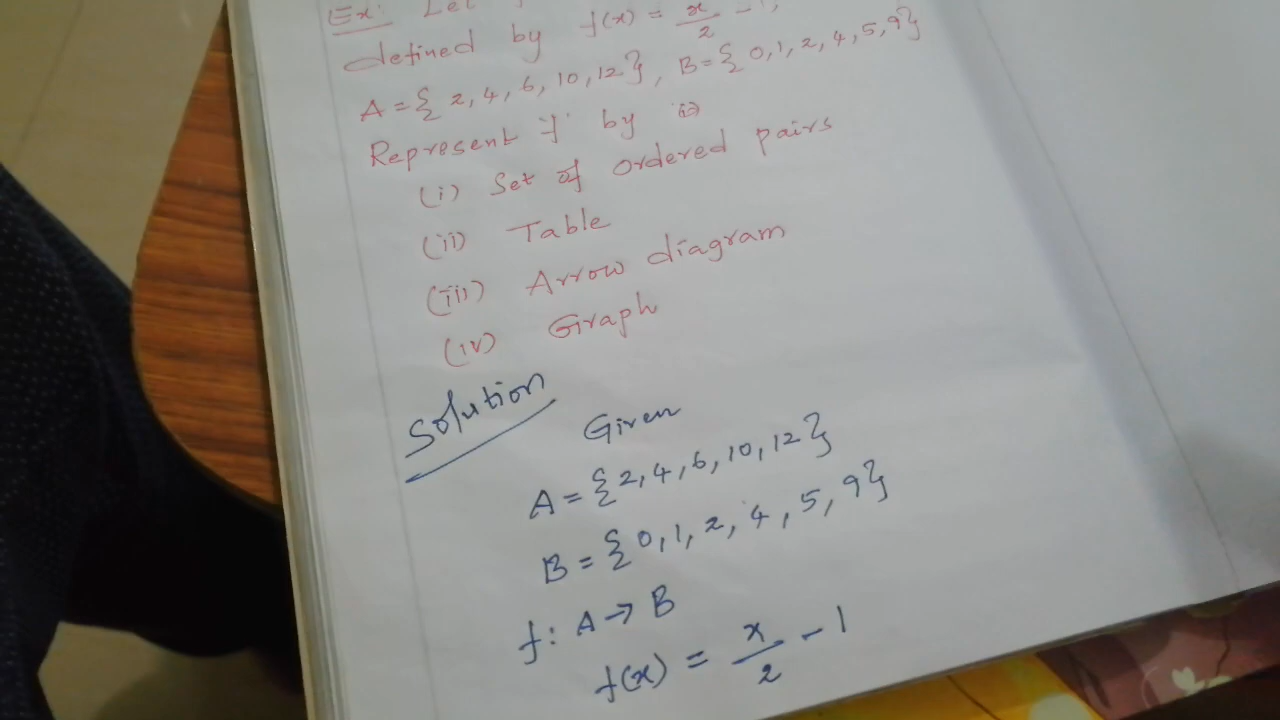 Ex: Let
defined by f(x) = x/2 - 1,
A = { 2, 4, 6, 10, 12 }, B = { 0, 1, 2, 4, 5, 9 }
Represent f by
(i) Set of ordered pairs
(ii) Table
(iii) Arrow diagram
(iv) Graph
Solution
Given
A = { 2, 4, 6, 10, 12 }
B = { 0, 1, 2, 4, 5, 9 }
f : A → B
f(x) = x/2 - 1